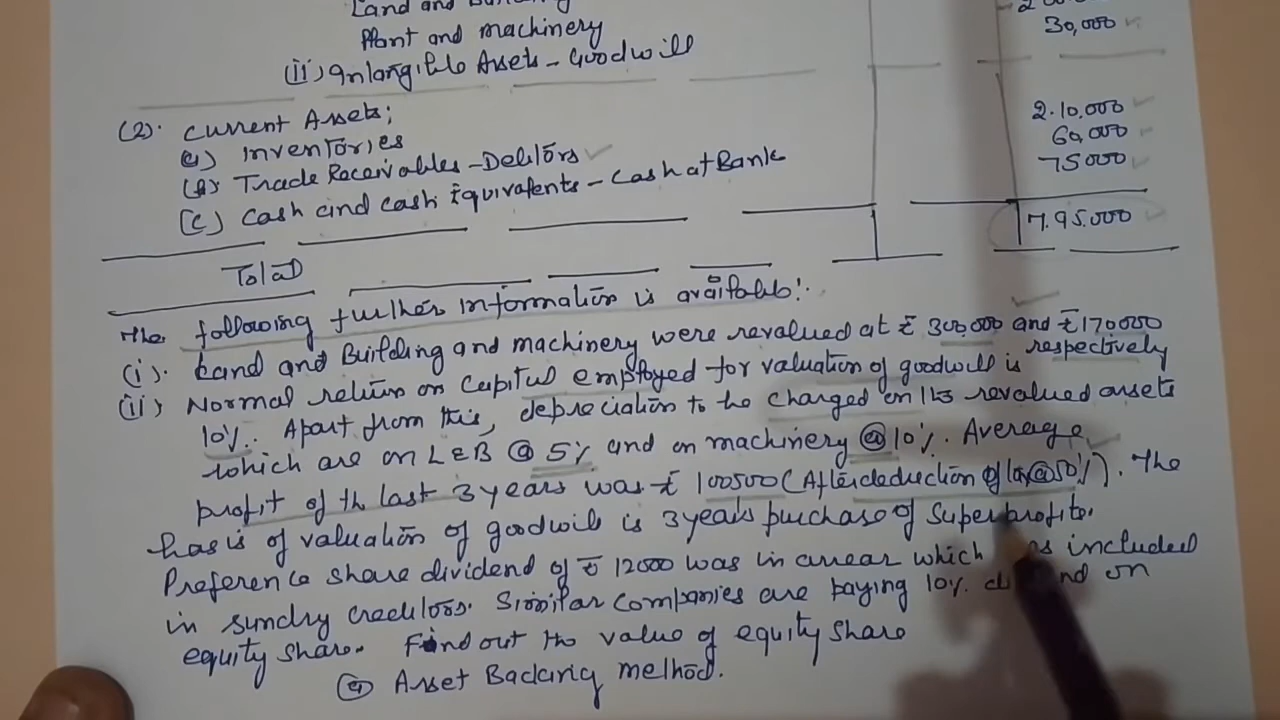 Land and Building
Plant and machinery 30,000
(ii) Intangible Assets - Goodwill
(2). Current Assets;
(a) Inventories 2.10.000
(b) Trade Receivables - Debtors 60,000
(c) Cash and cash Equivalents - Cash at Bank 75000
Total 7.95.000
The following further information is available:
(i). Land and Building and machinery were revalued at ₹ 300,000 and ₹ 170000 respectively
(ii) Normal return on capital employed for valuation of goodwill is
10%. Apart from this, depreciation to be charged on its revalued assets
which are on L&B @ 5% and on machinery @ 10%. Average
profit of the last 3 years was ₹ 100500 (After deduction of tax @ 50%). The
basis of valuation of goodwill is 3 years purchase of Super profits.
Preference share dividend of ₹ 12000 was in arrear which included
in sundry creditors. Similar companies are paying 10% on
equity share. Find out the value of equity share
(a) Asset Backing method.